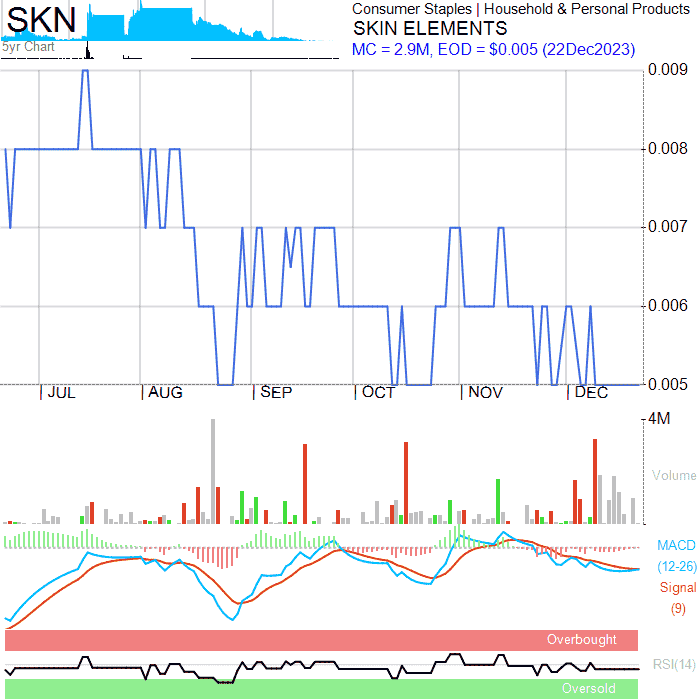 SKN
5yr Chart
Consumer Staples | Household & Personal Products
SKIN ELEMENTS
MC = 2.9M, EOD = $0.005 (22Dec2023)
0.009
0.008
0.007
0.006
0.005
JUL AUG SEP OCT NOV DEC
4M
Volume
MACD
(12-26)
Signal
(9)
Overbought
RSI(14)
Oversold